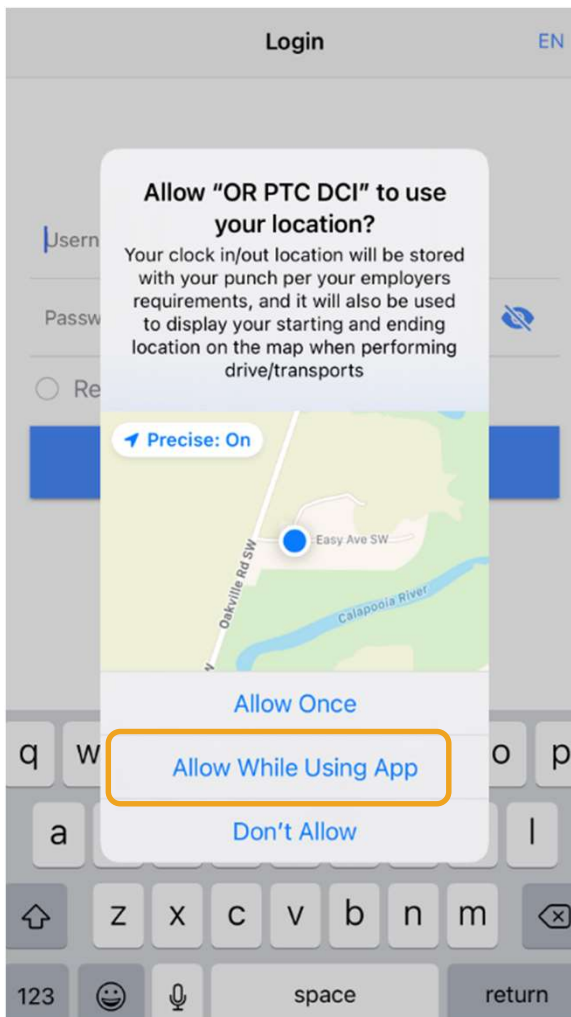 Login
EN
Allow “OR PTC DCI” to use
your location?
Your clock in/out location will be stored
with your punch per your employers
requirements, and it will also be used
to display your starting and ending
location on the map when performing
drive/transports
Usern
Passw
Re
Precise: On
Easy Ave SW
Oakville Rd SW
Calapooia River
W
Allow Once
Allow While Using App
Don’t Allow
q w o p
a l
z x c v b n m
123 space return